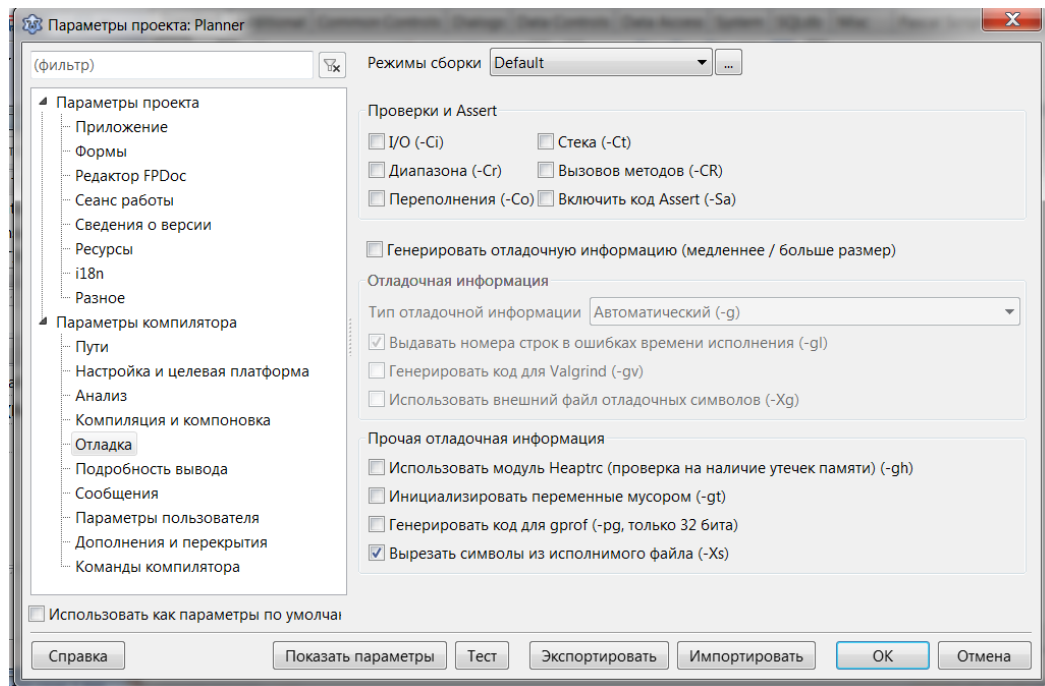 Параметры проекта: Planner
(фильтр)
Режимы сборки Default ...
Параметры проекта
Приложение
Формы
Редактор FPDoc
Сеанс работы
Сведения о версии
Ресурсы
i18n
Разное
Параметры компилятора
Пути
Настройка и целевая платформа
Анализ
Компиляция и компоновка
Отладка
Подробность вывода
Сообщения
Параметры пользователя
Дополнения и перекрытия
Команды компилятора
Проверки и Assert
I/O (-Ci) Стека (-Ct)
Диапазона (-Cr) Вызовов методов (-CR)
Переполнения (-Co) Включить код Assert (-Sa)
Генерировать отладочную информацию (медленнее / больше размер)
Отладочная информация
Тип отладочной информации Автоматический (-g)
Выдавать номера строк в ошибках времени исполнения (-gl)
Генерировать код для Valgrind (-gv)
Использовать внешний файл отладочных символов (-Xg)
Прочая отладочная информация
Использовать модуль Heaptrc (проверка на наличие утечек памяти) (-gh)
Инициализировать переменные мусором (-gt)
Генерировать код для gprof (-pg, только 32 бита)
Вырезать символы из исполнимого файла (-Xs)
Использовать как параметры по умолчан
Справка Показать параметры Тест Экспортировать Импортировать OK Отмена